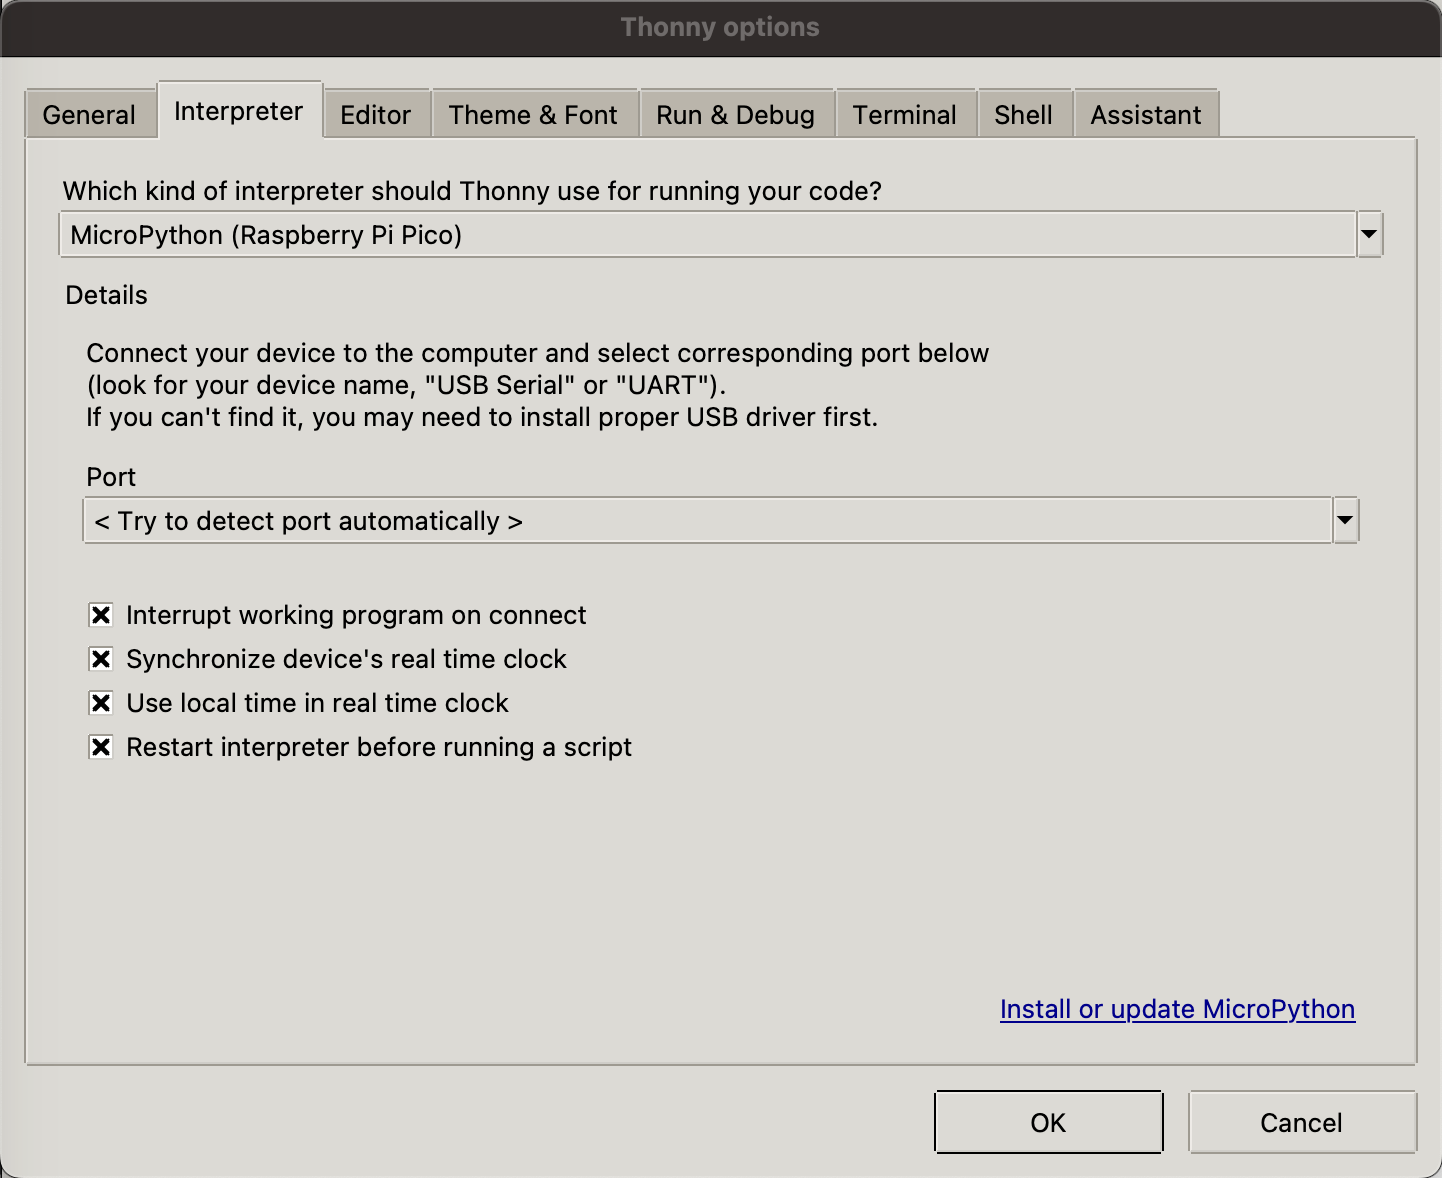 Thonny options
General Interpreter Editor Theme & Font Run & Debug Terminal Shell Assistant
Which kind of interpreter should Thonny use for running your code?
MicroPython (Raspberry Pi Pico)
Details
Connect your device to the computer and select corresponding port below
(look for your device name, "USB Serial" or "UART").
If you can't find it, you may need to install proper USB driver first.
Port
< Try to detect port automatically >
Interrupt working program on connect
Synchronize device's real time clock
Use local time in real time clock
Restart interpreter before running a script
Install or update MicroPython
OK Cancel